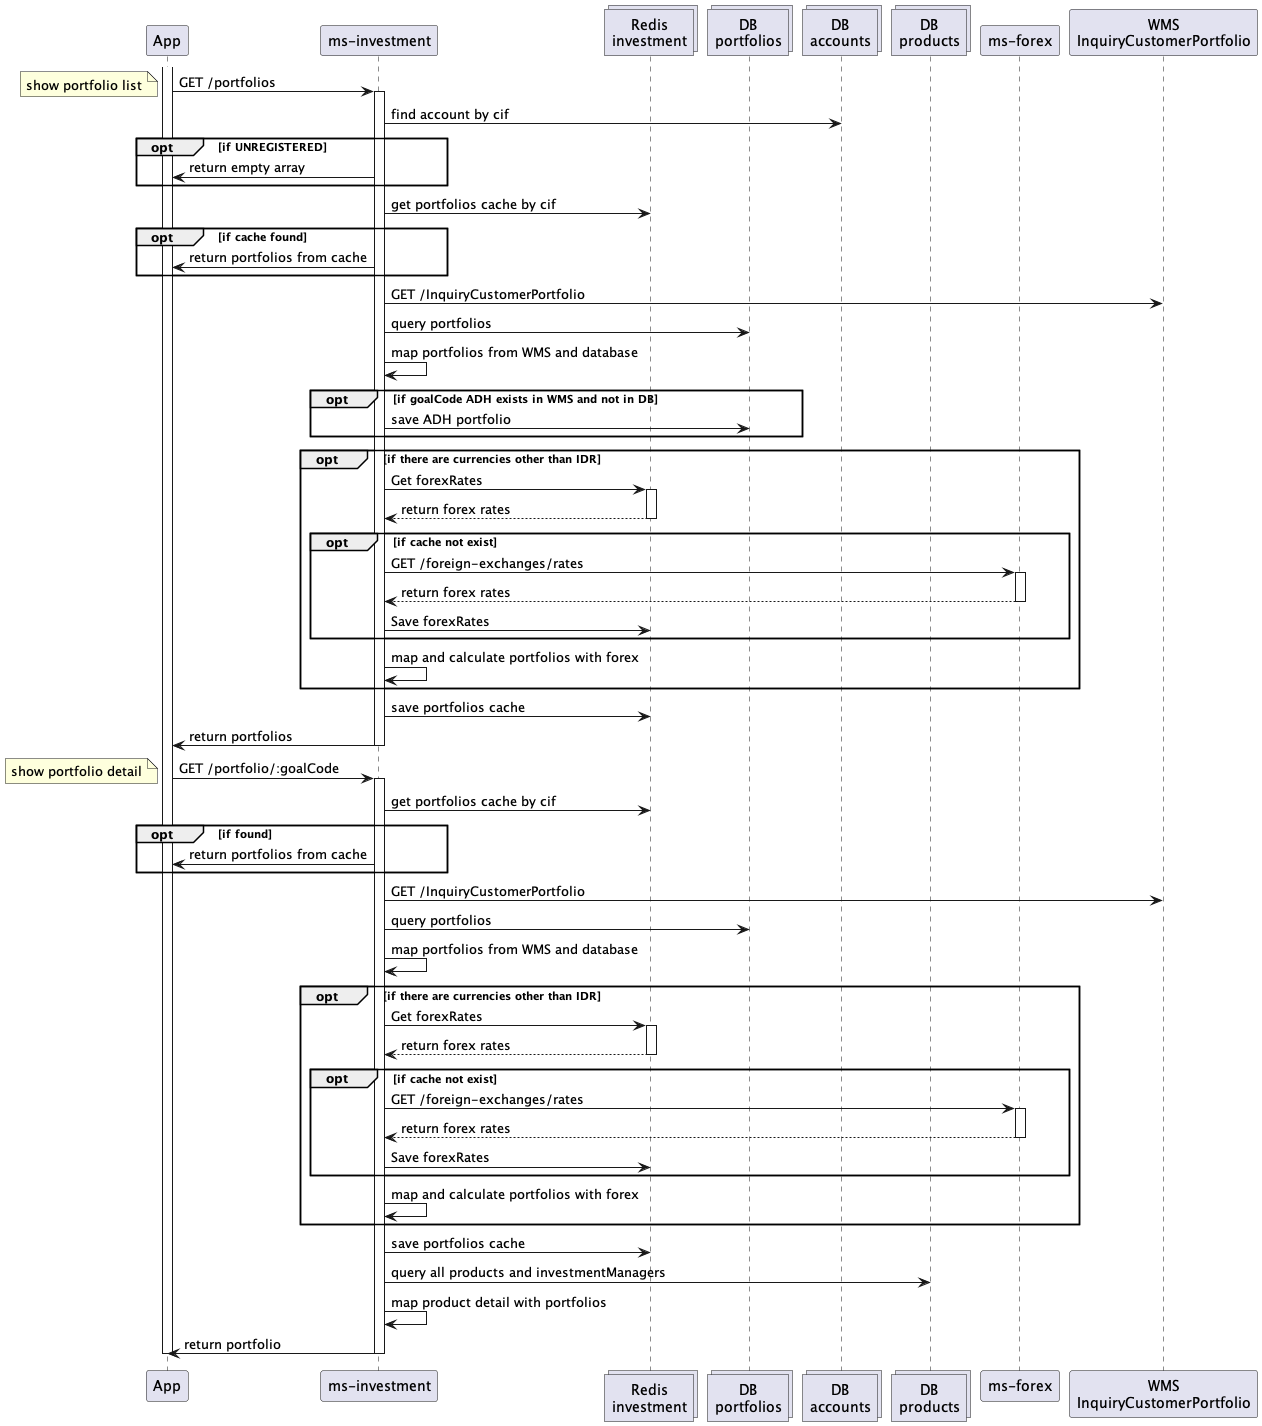 App
ms-investment
Redis
investment
DB
portfolios
DB
accounts
DB
products
ms-forex
WMS
InquiryCustomerPortfolio
show portfolio list
GET /portfolios
find account by cif
opt [if UNREGISTERED]
return empty array
get portfolios cache by cif
opt [if cache found]
return portfolios from cache
GET /InquiryCustomerPortfolio
query portfolios
map portfolios from WMS and database
opt [if goalCode ADH exists in WMS and not in DB]
save ADH portfolio
opt [if there are currencies other than IDR]
Get forexRates
return forex rates
opt [if cache not exist]
GET /foreign-exchanges/rates
return forex rates
Save forexRates
map and calculate portfolios with forex
save portfolios cache
return portfolios
show portfolio detail
GET /portfolio/:goalCode
get portfolios cache by cif
opt [if found]
return portfolios from cache
GET /InquiryCustomerPortfolio
query portfolios
map portfolios from WMS and database
opt [if there are currencies other than IDR]
Get forexRates
return forex rates
opt [if cache not exist]
GET /foreign-exchanges/rates
return forex rates
Save forexRates
map and calculate portfolios with forex
save portfolios cache
query all products and investmentManagers
map product detail with portfolios
return portfolio
App
ms-investment
Redis
investment
DB
portfolios
DB
accounts
DB
products
ms-forex
WMS
InquiryCustomerPortfolio